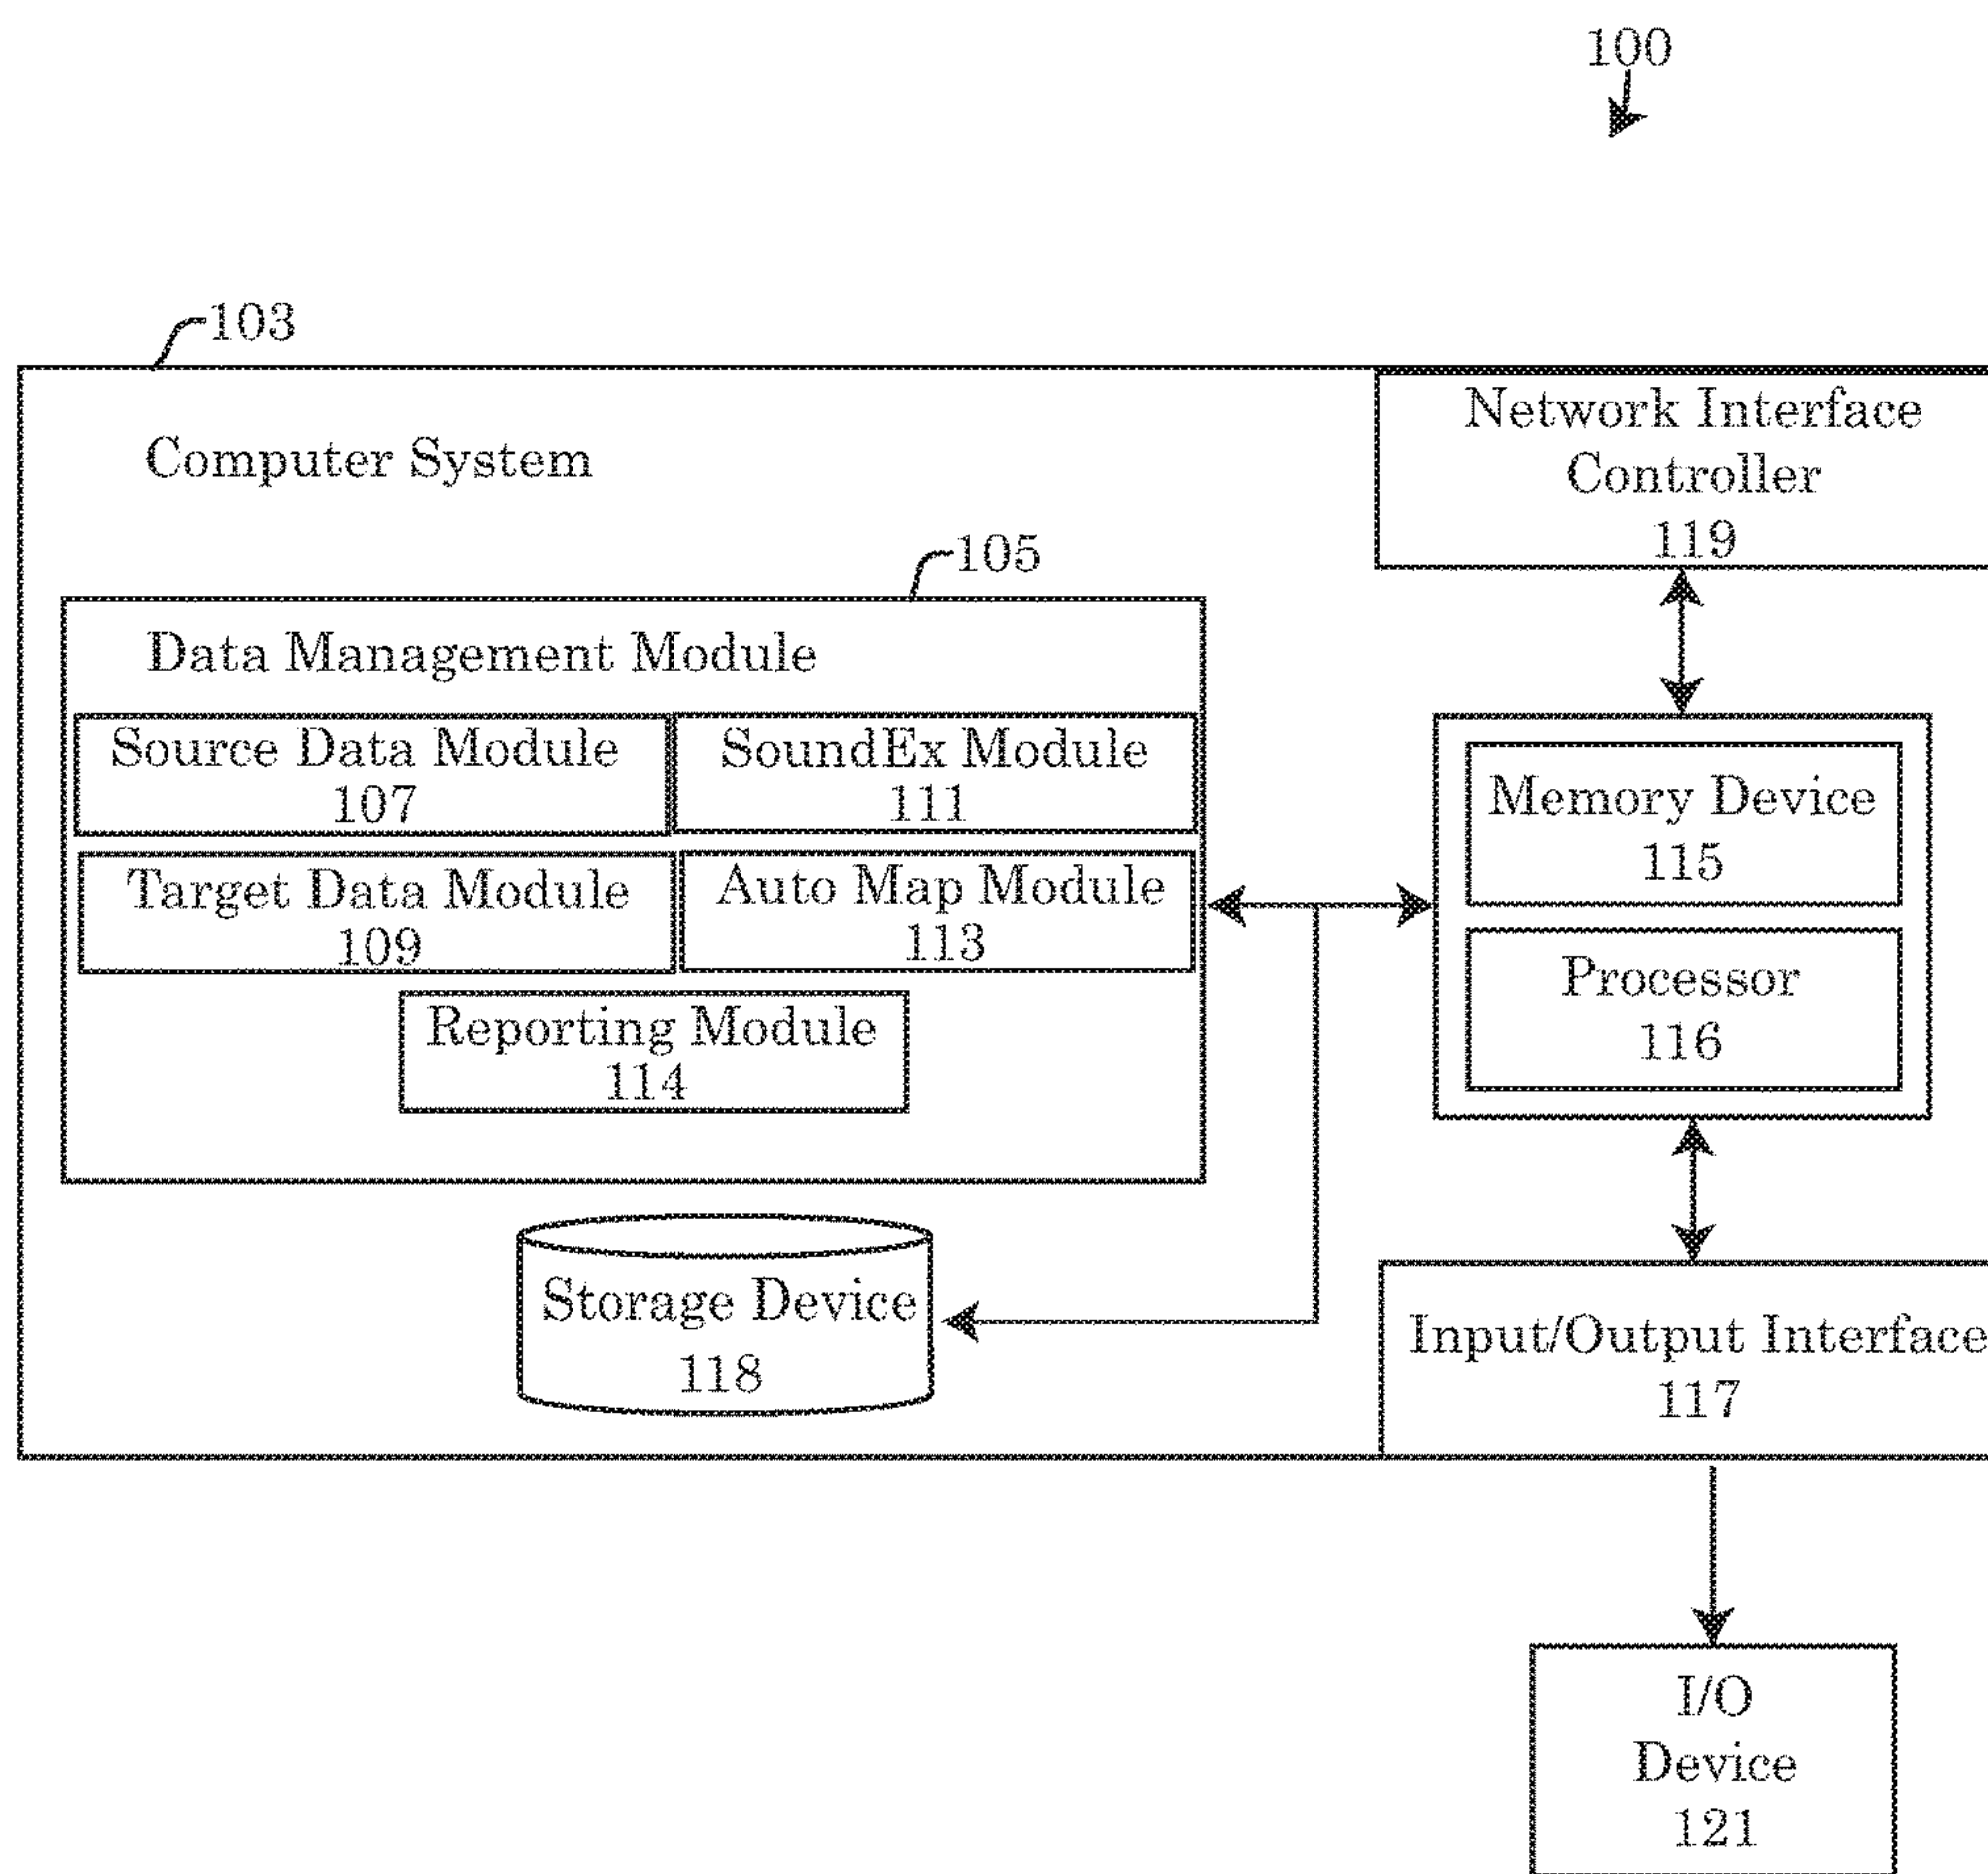 100
103
Computer System
Network Interface
Controller
119
105
Data Management Module
Source Data Module
107
SoundEx Module
111
Target Data Module
109
Auto Map Module
113
Reporting Module
114
Memory Device
115
Processor
116
Storage Device
118
Input/Output Interface
117
I/O
Device
121